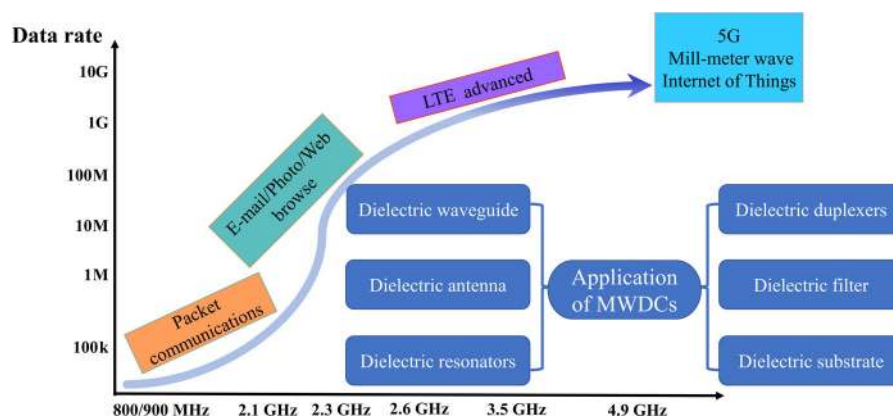 Data rate
10G
1G
100M
10M
1M
100k
800/900 MHz
2.1 GHz
2.3 GHz
2.6 GHz
3.5 GHz
4.9 GHz
Packet
communications
E-mail/Photo/Web
browse
LTE advanced
5G
Mill-meter wave
Internet of Things
Dielectric waveguide
Dielectric antenna
Dielectric resonators
Application
of MWDCs
Dielectric duplexers
Dielectric filter
Dielectric substrate